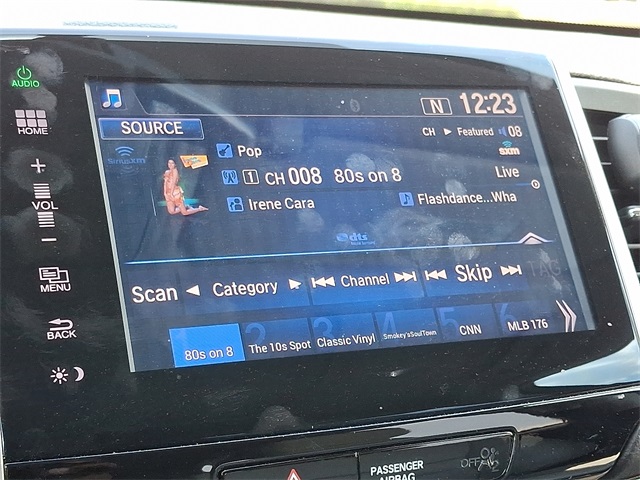 AUDIO
HOME
+
VOL
−
MENU
BACK
N 12:23
SOURCE
CH ▶ Featured 08
SiriusXM
sxm
Pop
1 CH 008 80s on 8
Live
Irene Cara
Flashdance...Wha
dts
Scan ◀ Category ▶ Channel Skip TAG
80s on 8
2 The 10s Spot
3 Classic Vinyl
4 Smokey'sSoulTown
5 CNN
6 MLB 176
PASSENGER
AIRBAG
OFF